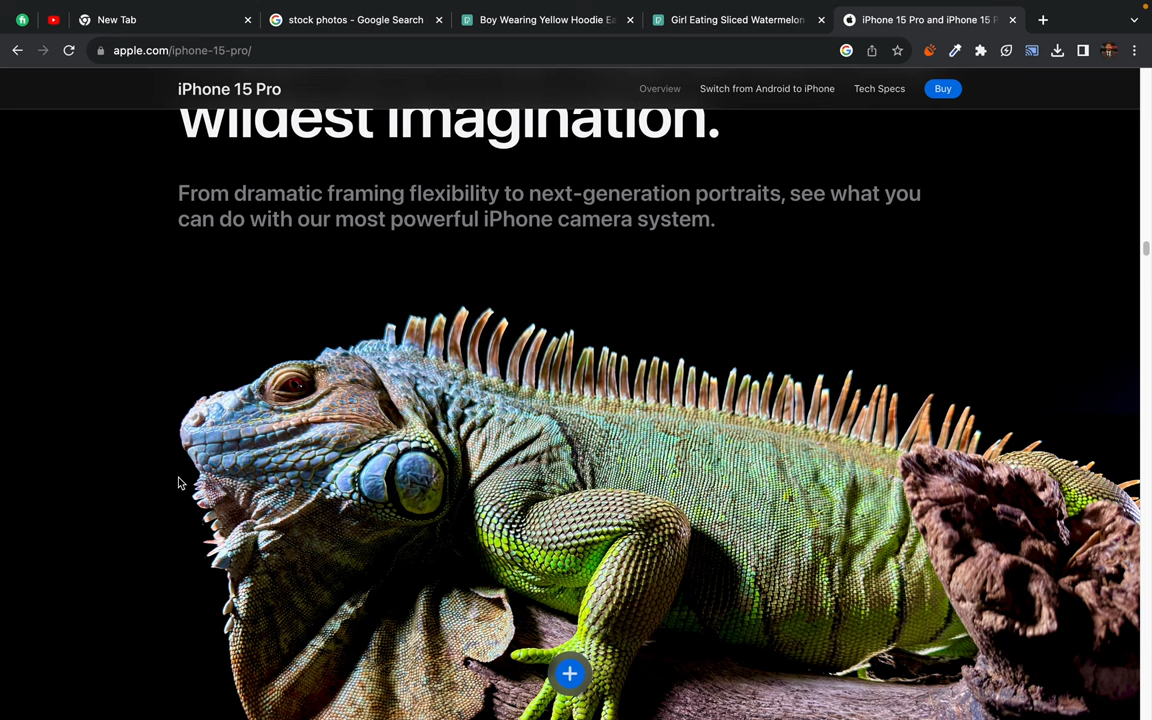 New Tab
stock photos - Google Search
Boy Wearing Yellow Hoodie Ea
Girl Eating Sliced Watermelon
iPhone 15 Pro and iPhone 15 P
apple.com/iphone-15-pro/
iPhone 15 Pro
Overview
Switch from Android to iPhone
Tech Specs
Buy
wildest imagination.
From dramatic framing flexibility to next-generation portraits, see what you
can do with our most powerful iPhone camera system.